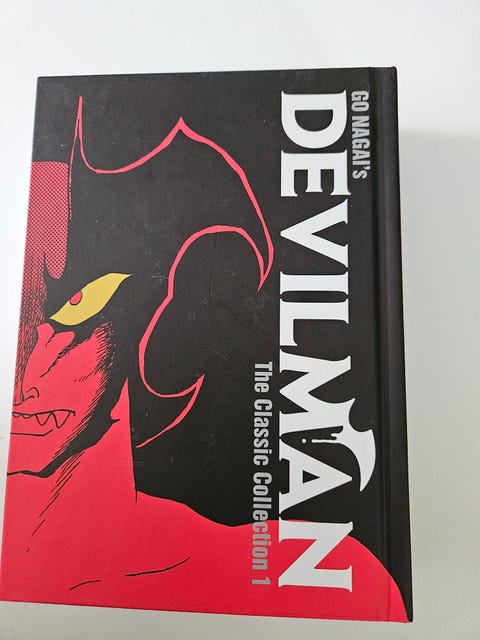 GO NAGAI's
DEVILMAN
The Classic Collection 1